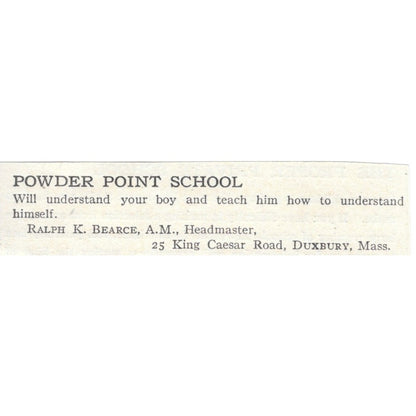 POWDER POINT SCHOOL
Will understand your boy and teach him how to understand
himself.
RALPH K. BEARCE, A.M., Headmaster,
25 King Caesar Road, DUXBURY, Mass.